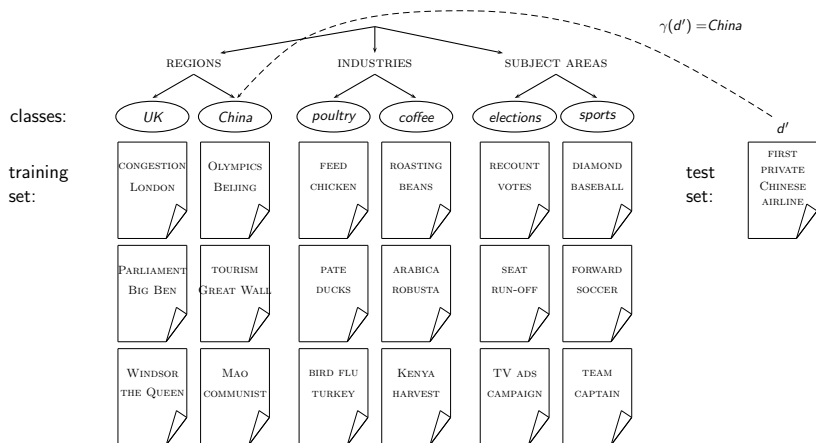 γ(d′) =China
REGIONS INDUSTRIES SUBJECT AREAS
classes: UK China poultry coffee elections sports
d′
training set:
test set:
CONGESTION
LONDON
OLYMPICS
BEIJING
FEED
CHICKEN
ROASTING
BEANS
RECOUNT
VOTES
DIAMOND
BASEBALL
FIRST
PRIVATE
CHINESE
AIRLINE
PARLIAMENT
BIG BEN
TOURISM
GREAT WALL
PATE
DUCKS
ARABICA
ROBUSTA
SEAT
RUN-OFF
FORWARD
SOCCER
WINDSOR
THE QUEEN
MAO
COMMUNIST
BIRD FLU
TURKEY
KENYA
HARVEST
TV ADS
CAMPAIGN
TEAM
CAPTAIN